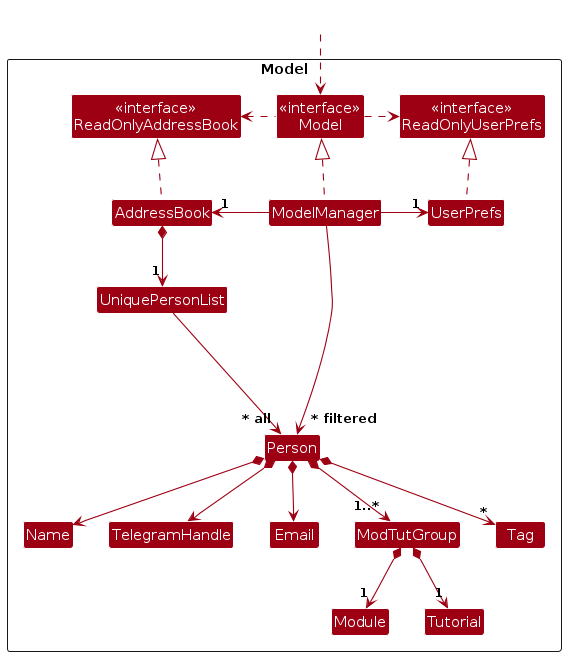 Model
«interface»
ReadOnlyAddressBook
«interface»
Model
«interface»
ReadOnlyUserPrefs
AddressBook
1
ModelManager
1
UserPrefs
1
UniquePersonList
* all
* filtered
Person
1..*
*
Name
TelegramHandle
Email
ModTutGroup
Tag
1
1
Module
Tutorial